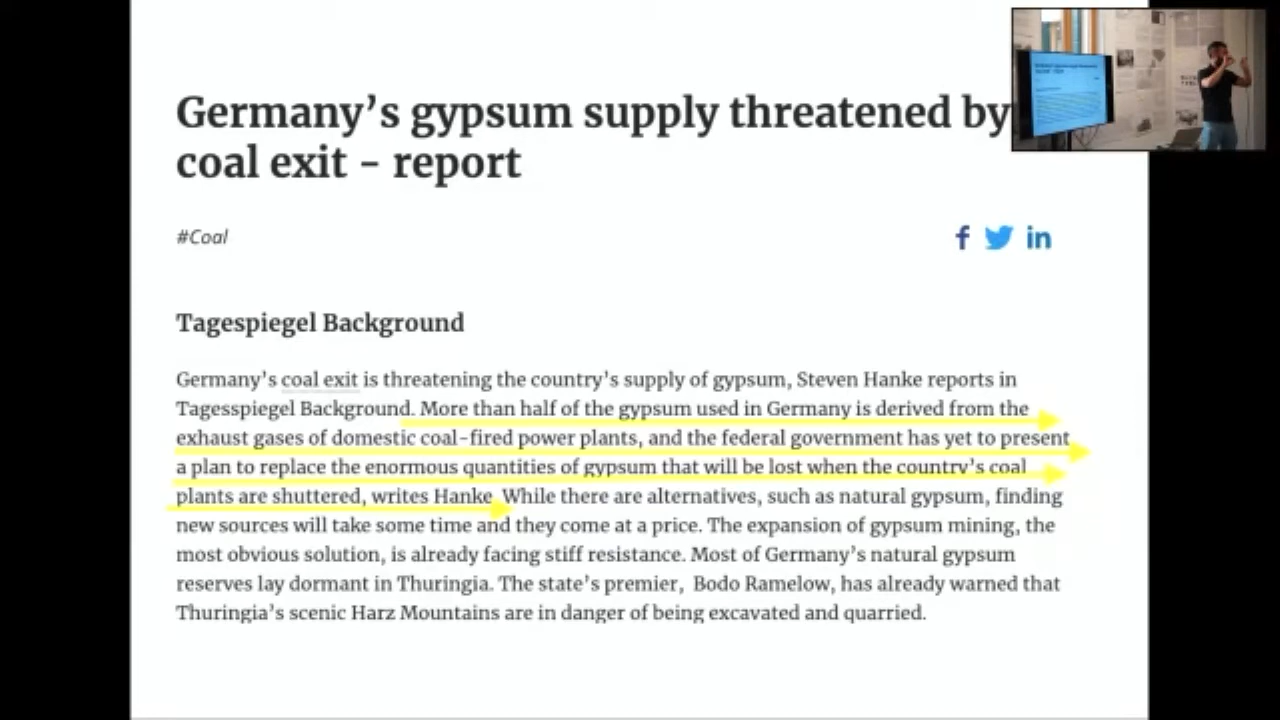 Germany’s gypsum supply threatened by
coal exit - report
#Coal
f in
Tagespiegel Background
Germany’s coal exit is threatening the country’s supply of gypsum, Steven Hanke reports in
Tagesspiegel Background. More than half of the gypsum used in Germany is derived from the
exhaust gases of domestic coal-fired power plants, and the federal government has yet to present
a plan to replace the enormous quantities of gypsum that will be lost when the country’s coal
plants are shuttered, writes Hanke. While there are alternatives, such as natural gypsum, finding
new sources will take some time and they come at a price. The expansion of gypsum mining, the
most obvious solution, is already facing stiff resistance. Most of Germany’s natural gypsum
reserves lay dormant in Thuringia. The state’s premier, Bodo Ramelow, has already warned that
Thuringia’s scenic Harz Mountains are in danger of being excavated and quarried.